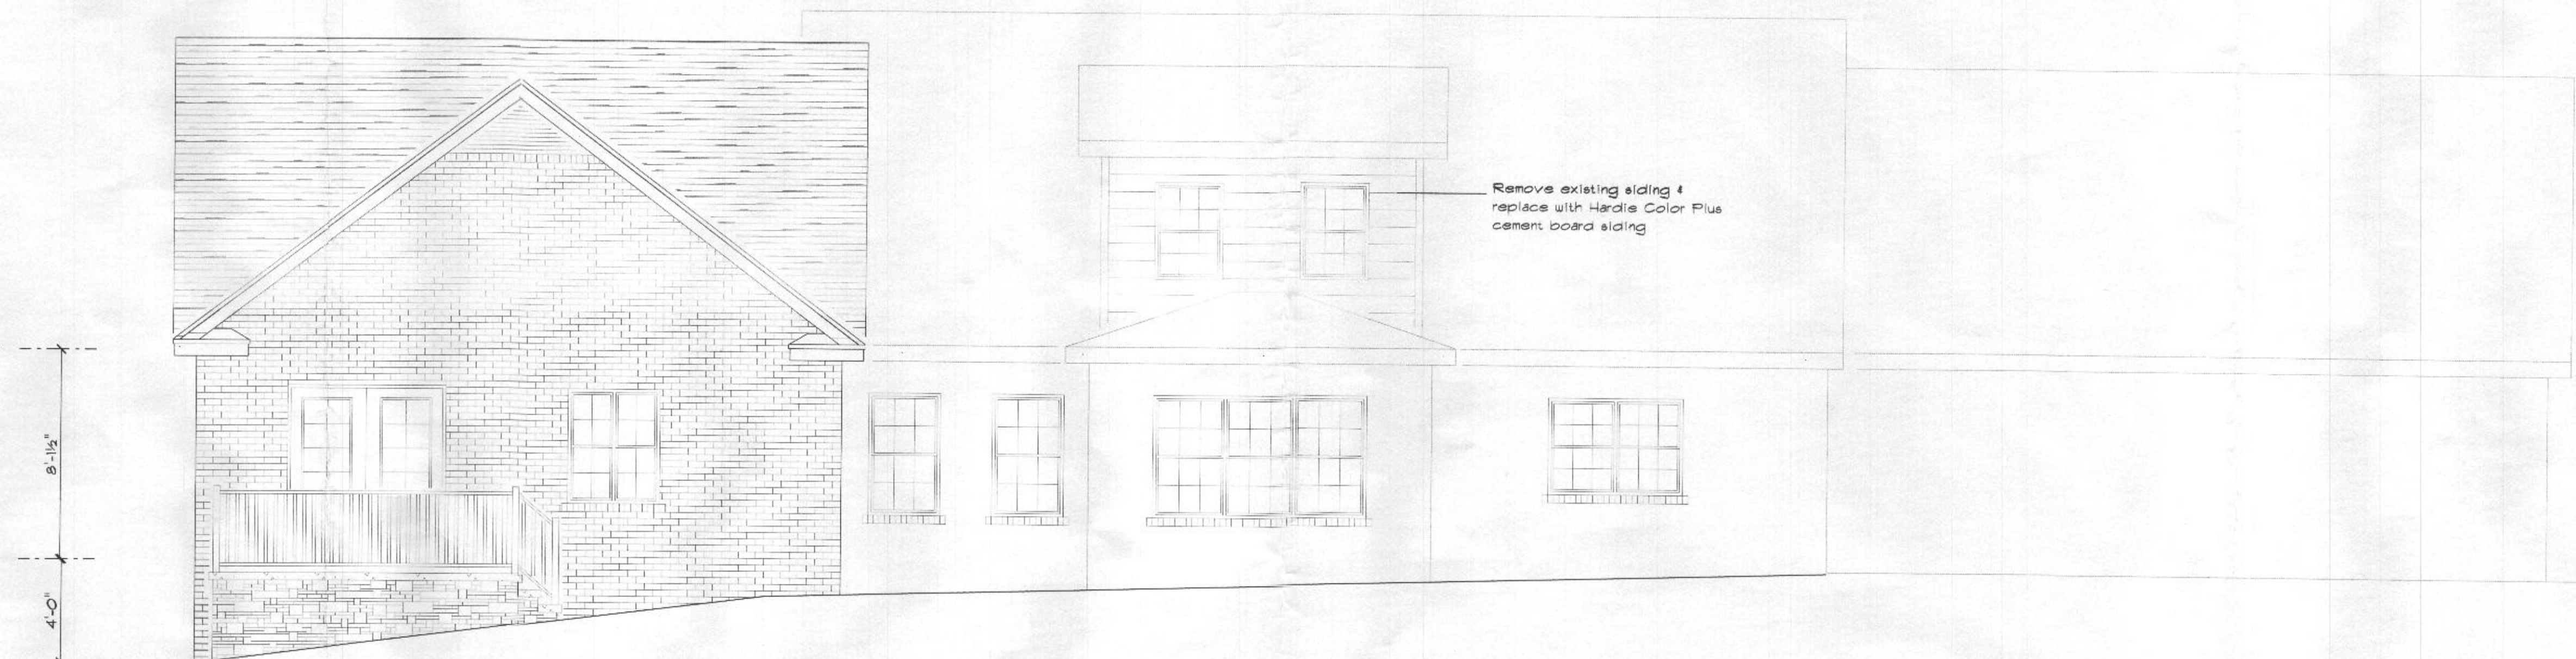 Remove existing siding &
replace with Hardie Color Plus
cement board siding
8'-1½"
4'-0"